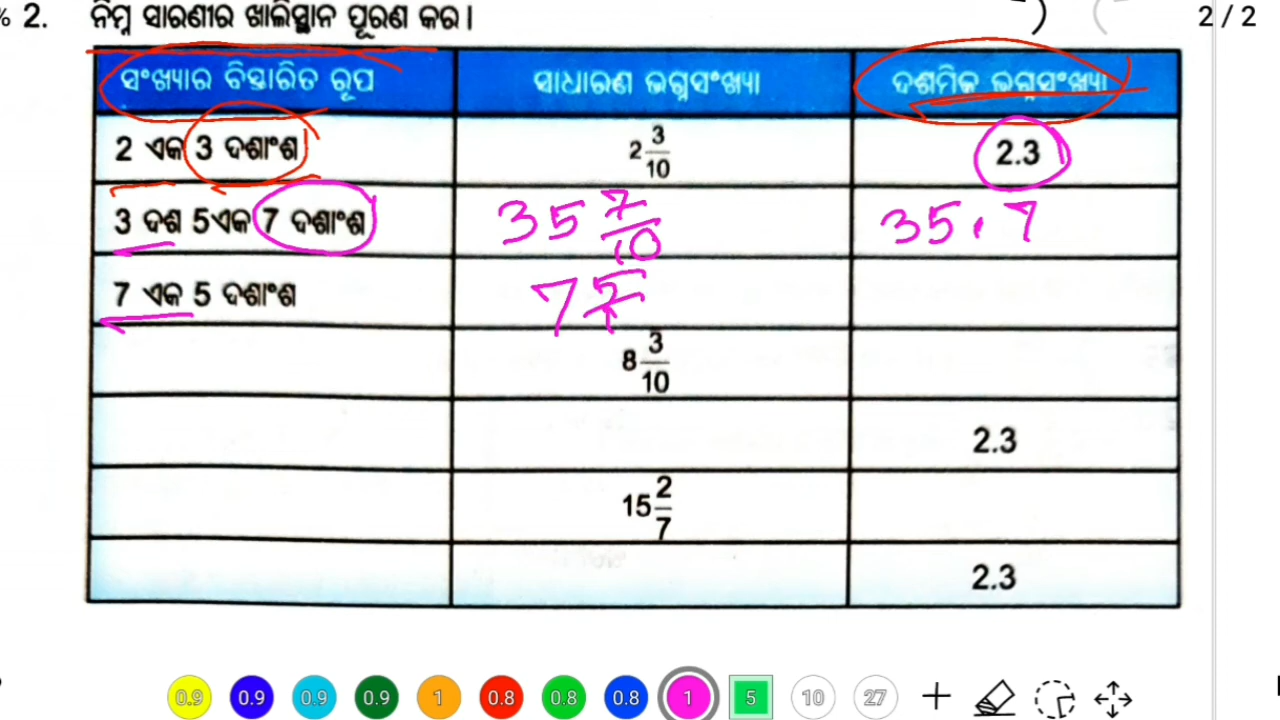 % 2. ନିମ୍ନ ସାରଣୀର ଖାଲିସ୍ଥାନ ପୂରଣ କର । 2 / 2
ସଂଖ୍ୟାର ବିସ୍ତାରିତ ରୂପ ସାଧାରଣ ଭଗ୍ନସଂଖ୍ୟା ଦଶମିକ ଭଗ୍ନସଂଖ୍ୟା
2 ଏକ 3 ଦଶାଂଶ 2 3/10 2.3
3 ଦଶ 5ଏକ 7 ଦଶାଂଶ 35 7/10 35.7
7 ଏକ 5 ଦଶାଂଶ 7 5/1
8 3/10
2.3
15 2/7
2.3
0.9 0.9 0.9 0.9 1 0.8 0.8 0.8 1 5 10 27